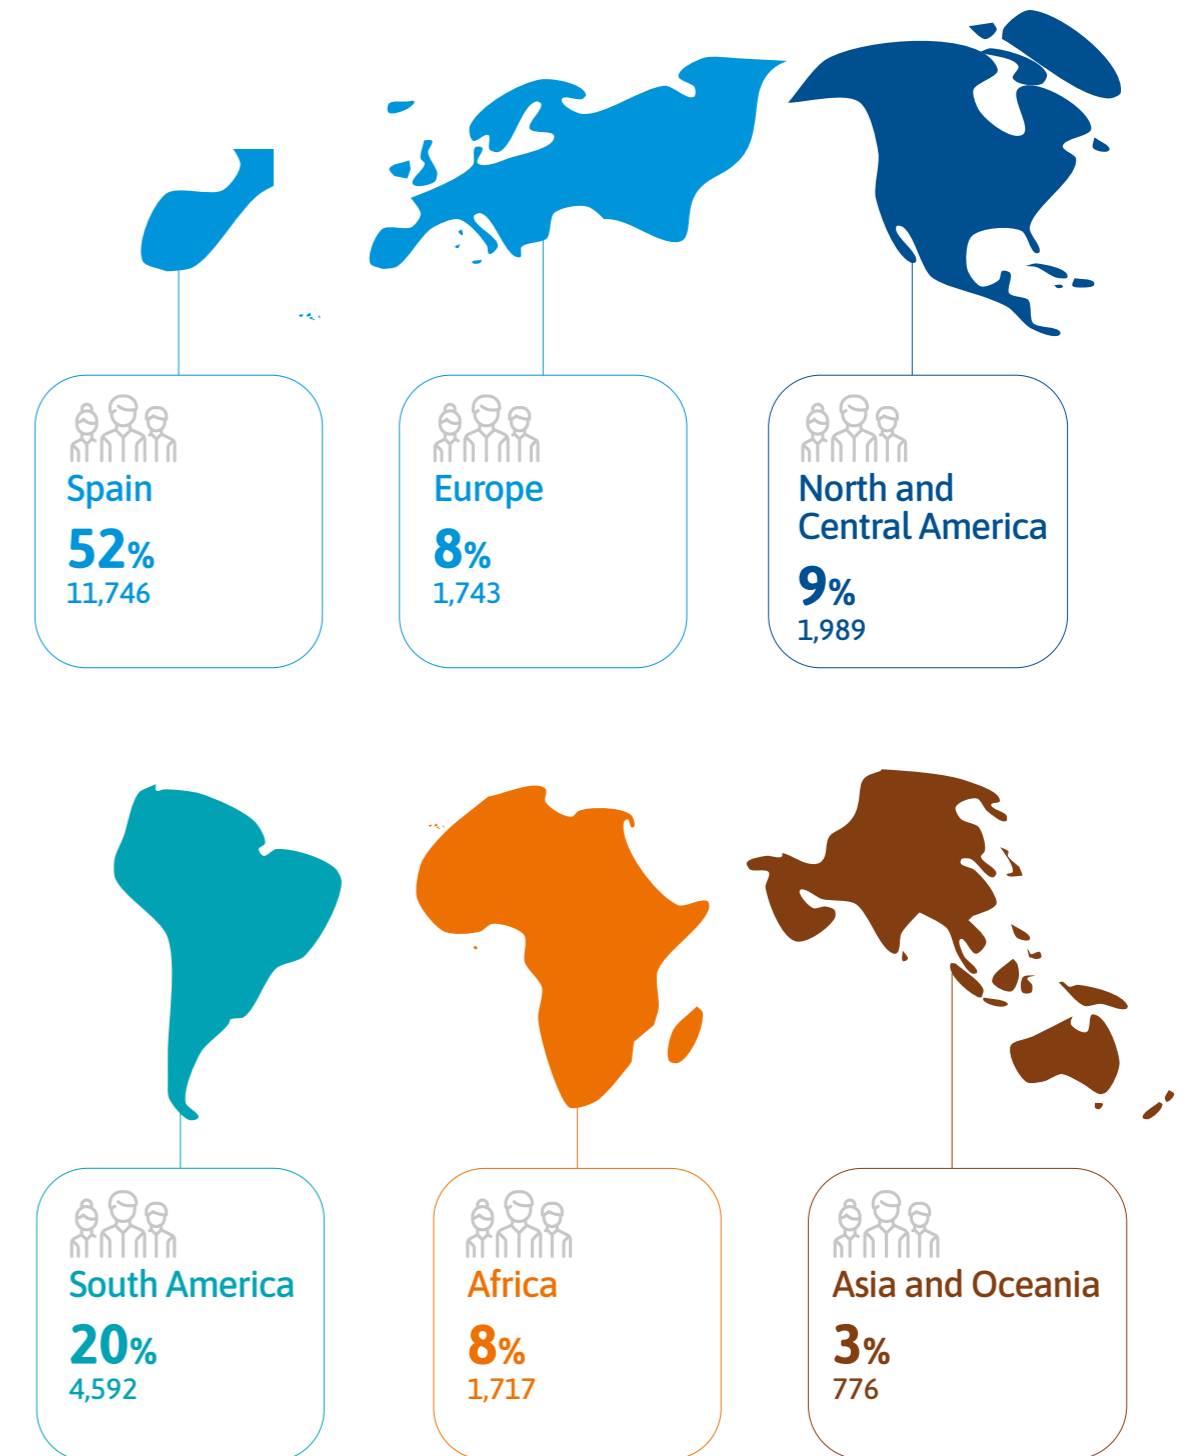 Spain
52%
11,746
Europe
8%
1,743
North and
Central America
9%
1,989
South America
20%
4,592
Africa
8%
1,717
Asia and Oceania
3%
776